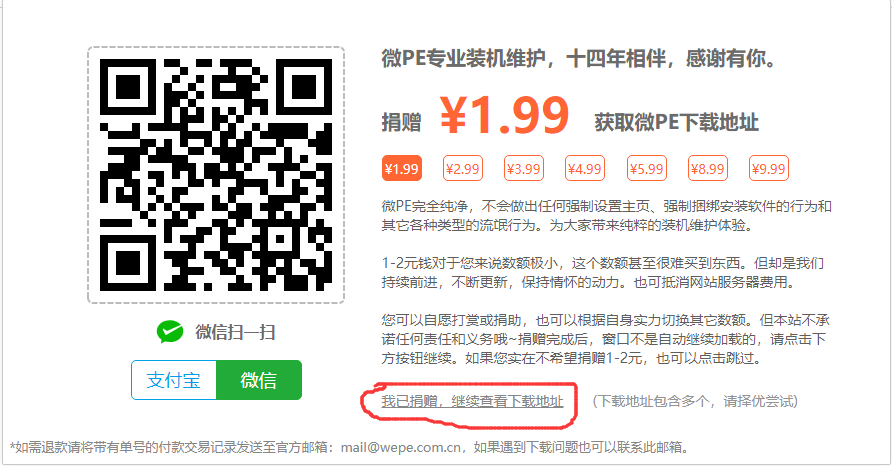 微PE专业装机维护，十四年相伴，感谢有你。
捐赠 ¥1.99 获取微PE下载地址
¥1.99 ¥2.99 ¥3.99 ¥4.99 ¥5.99 ¥8.99 ¥9.99
微PE完全纯净，不会做出任何强制设置主页、强制捆绑安装软件的行为和
其它各种类型的流氓行为。为大家带来纯粹的装机维护体验。
1-2元钱对于您来说数额极小，这个数额甚至很难买到东西。但却是我们
持续前进，不断更新，保持情怀的动力。也可抵消网站服务器费用。
您可以自愿打赏或捐助，也可以根据自身实力切换其它数额。但本站不承
诺任何责任和义务哦~捐赠完成后，窗口不是自动继续加载的，请点击下
方按钮继续。如果您实在不希望捐赠1-2元，也可以点击跳过。
微信扫一扫
支付宝 微信
我已捐赠，继续查看下载地址 （下载地址包含多个，请择优尝试)
*如需退款请将带有单号的付款交易记录发送至官方邮箱：mail@wepe.com.cn，如果遇到下载问题也可以联系此邮箱。